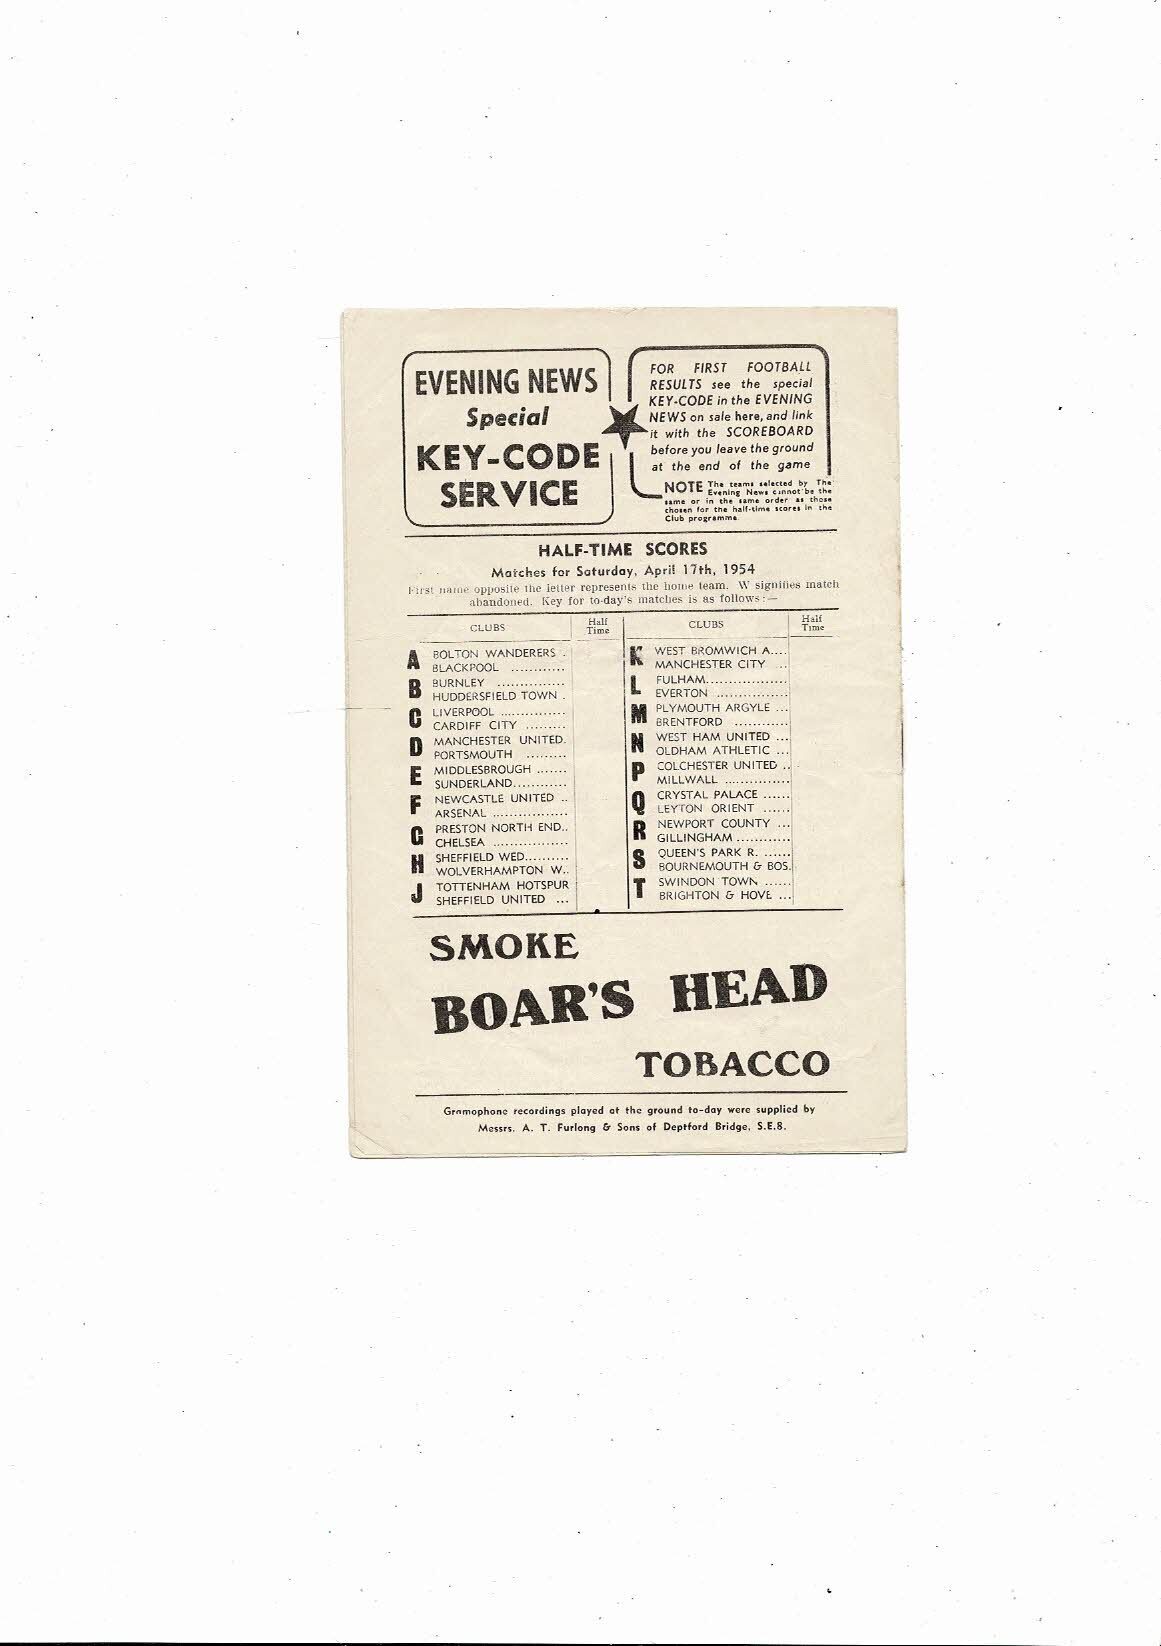 EVENING NEWS
Special
KEY-CODE
SERVICE
FOR FIRST FOOTBALL
RESULTS see the special
KEY-CODE in the EVENING
NEWS on sale here, and link
it with the SCOREBOARD
before you leave the ground
at the end of the game
NOTE The teams selected by The
Evening News cannot be the
same or in the same order as those
chosen for the half-time scores in the
Club programme.
HALF-TIME SCORES
Matches for Saturday, April 17th, 1954
First name opposite the letter represents the home team. W signifies match
abandoned. Key for to-day's matches is as follows:—
CLUBS Half Time
A BOLTON WANDERERS .
BLACKPOOL ............
B BURNLEY ..............
HUDDERSFIELD TOWN .
C LIVERPOOL ..............
CARDIFF CITY .........
D MANCHESTER UNITED.
PORTSMOUTH .........
E MIDDLESBROUGH .......
SUNDERLAND............
F NEWCASTLE UNITED ..
ARSENAL .................
G PRESTON NORTH END..
CHELSEA .................
H SHEFFIELD WED..........
WOLVERHAMPTON W..
J TOTTENHAM HOTSPUR
SHEFFIELD UNITED ...
CLUBS Half Time
K WEST BROMWICH A....
MANCHESTER CITY ...
L FULHAM..................
EVERTON ................
M PLYMOUTH ARGYLE ...
BRENTFORD ............
N WEST HAM UNITED ...
OLDHAM ATHLETIC ...
P COLCHESTER UNITED ..
MILLWALL ...............
Q CRYSTAL PALACE ......
LEYTON ORIENT ......
R NEWPORT COUNTY ...
GILLINGHAM ............
S QUEEN'S PARK R. ......
BOURNEMOUTH & BOS.
T SWINDON TOWN ......
BRIGHTON & HOVE ...
SMOKE
BOAR'S HEAD
TOBACCO
Gramophone recordings played at the ground to-day were supplied by
Messrs. A. T. Furlong & Sons of Deptford Bridge, S.E.8.